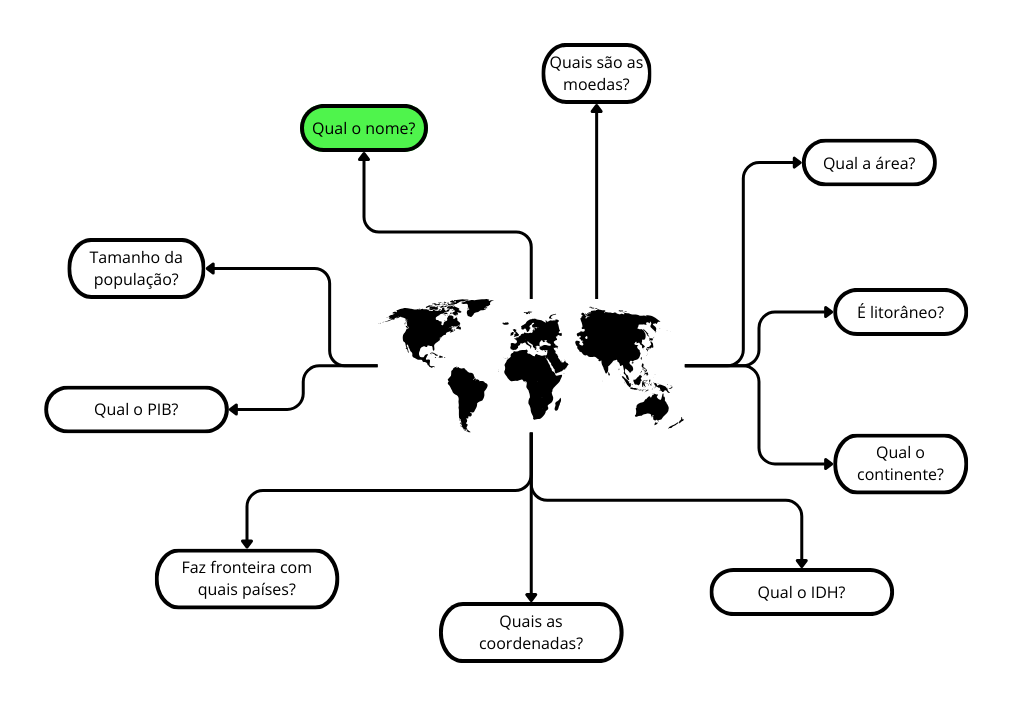 Quais são as
moedas?
Qual o nome?
Qual a área?
Tamanho da
população?
É litorâneo?
Qual o PIB?
Qual o
continente?
Faz fronteira com
quais países?
Qual o IDH?
Quais as
coordenadas?